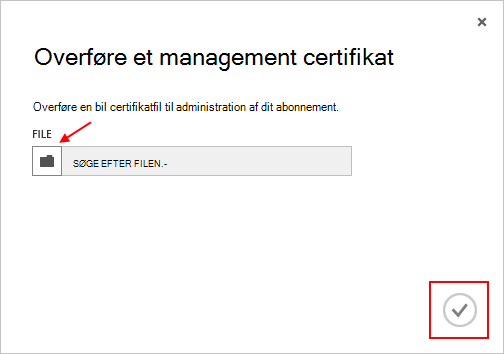 Overføre et management certifikat
Overføre en bil certifikatfil til administration af dit abonnement.
FILE
SØGE EFTER FILEN.-